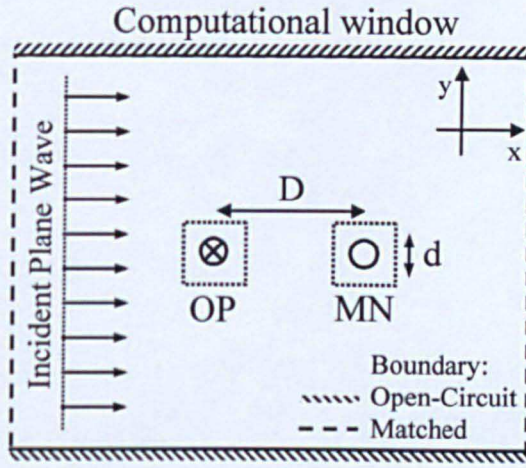 Computational window
Incident Plane Wave
y
x
D
d
OP
MN
Boundary:
Open-Circuit
Matched